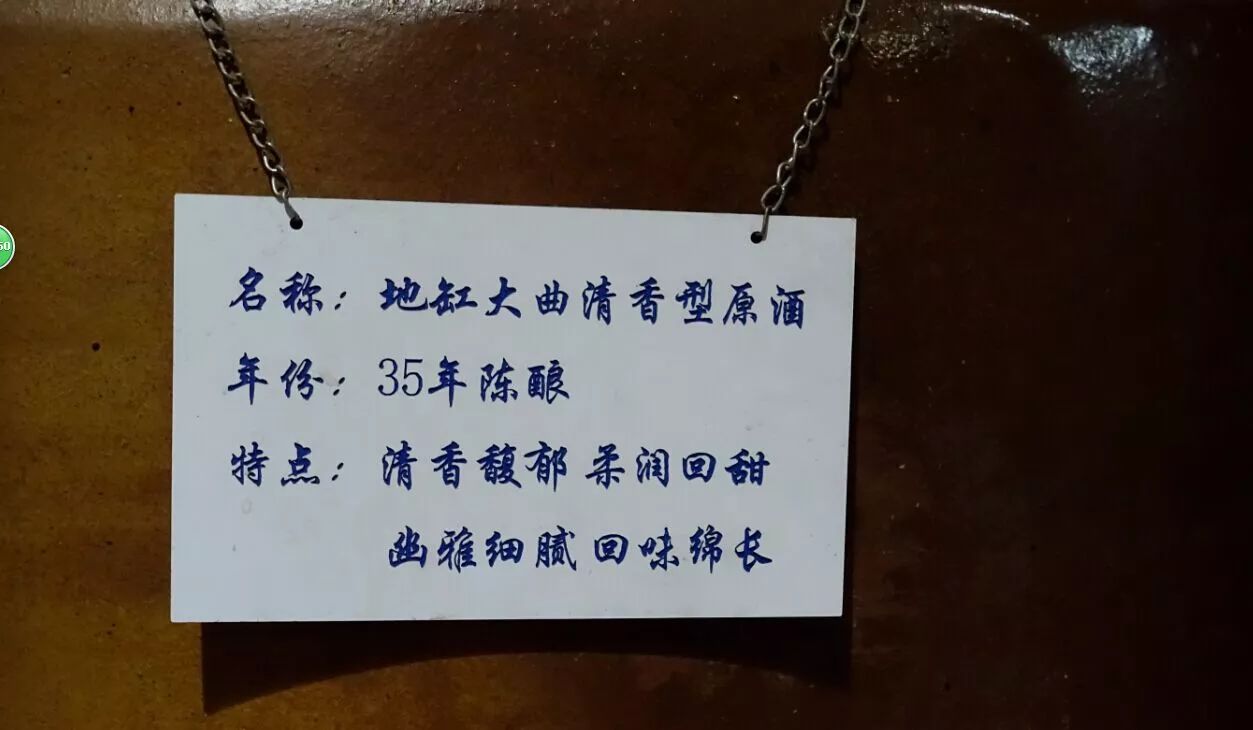 名称：地缸大曲清香型原酒
年份：35年陈酿
特点：清香馥郁 柔润回甜
幽雅细腻 回味绵长